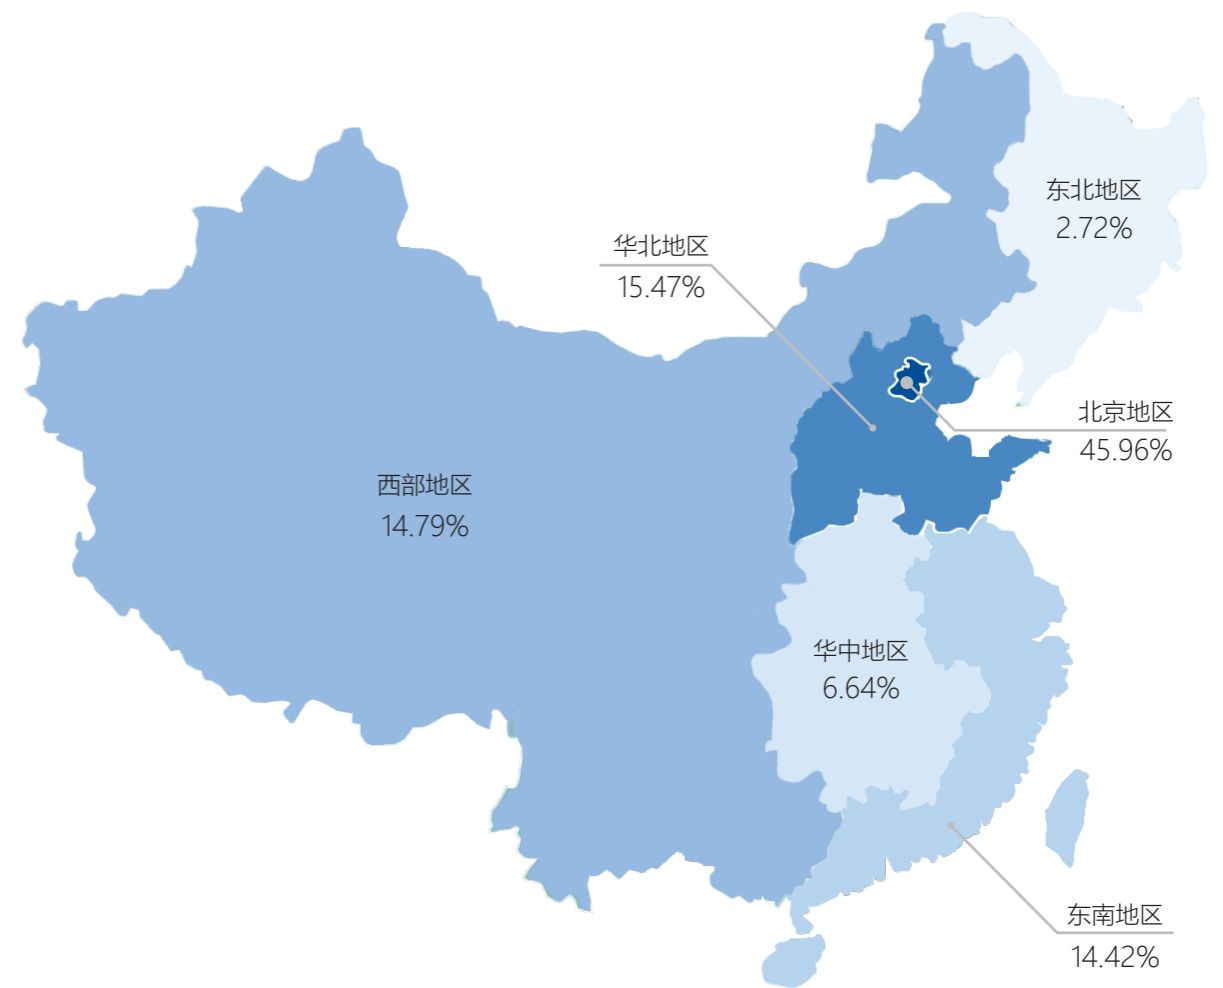 东北地区
2.72%
华北地区
15.47%
北京地区
45.96%
西部地区
14.79%
华中地区
6.64%
东南地区
14.42%